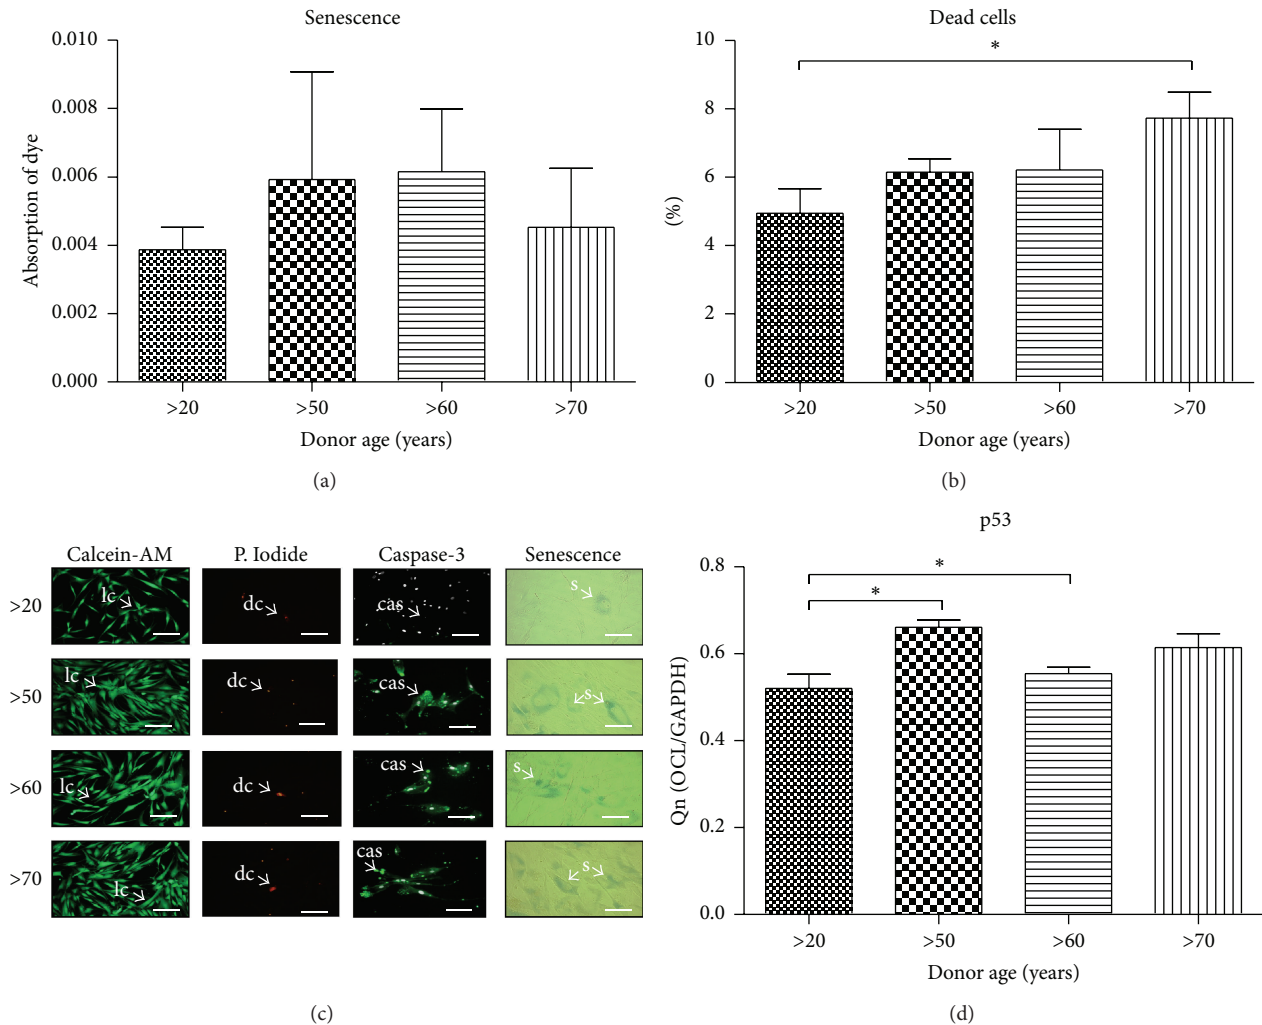 Senescence
0.010
0.008
0.006
0.004
0.002
0.000
Absorption of dye
>20 >50 >60 >70
Donor age (years)
(a)
Dead cells
*
10
8
6
4
2
0
(%)
>20 >50 >60 >70
Donor age (years)
(b)
Calcein-AM P. Iodide Caspase-3 Senescence
>20 lc dc cas s
>50 lc dc cas s
>60 lc dc cas s
>70 lc dc cas s
(c)
p53
*
*
0.8
0.6
0.4
0.2
0.0
Qn (OCL/GAPDH)
>20 >50 >60 >70
Donor age (years)
(d)